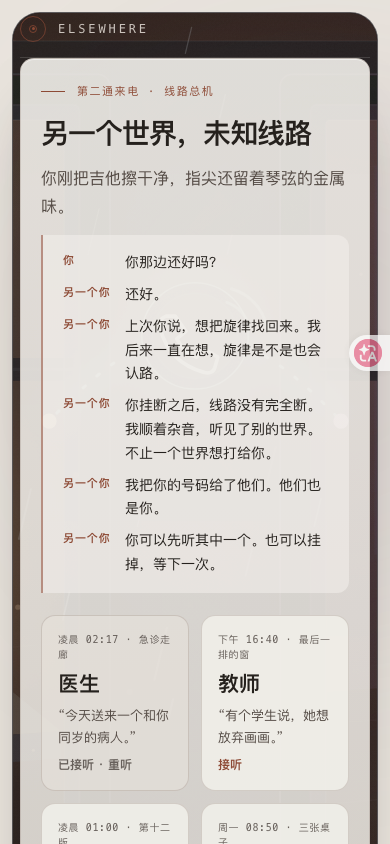 ELSEWHERE
第二通来电 · 线路总机
另一个世界，未知线路
你刚把吉他擦干净，指尖还留着琴弦的金属
味。
你 你那边还好吗？
另一个你 还好。
另一个你 上次你说，想把旋律找回来。我
后来一直在想，旋律是不是也会
认路。
另一个你 你挂断之后，线路没有完全断。
我顺着杂音，听见了别的世界。
不止一个世界想打给你。
另一个你 我把你的号码给了他们。他们也
是你。
另一个你 你可以先听其中一个。也可以挂
掉，等下一次。
凌晨 02:17 · 急诊走
廊
医生
“今天送来一个和你
同岁的病人。”
已接听 · 重听
下午 16:40 · 最后一
排的窗
教师
“有个学生说，她想
放弃画画。”
接听
凌晨 01:00 · 第十二
版
周一 08:50 · 三张桌
子